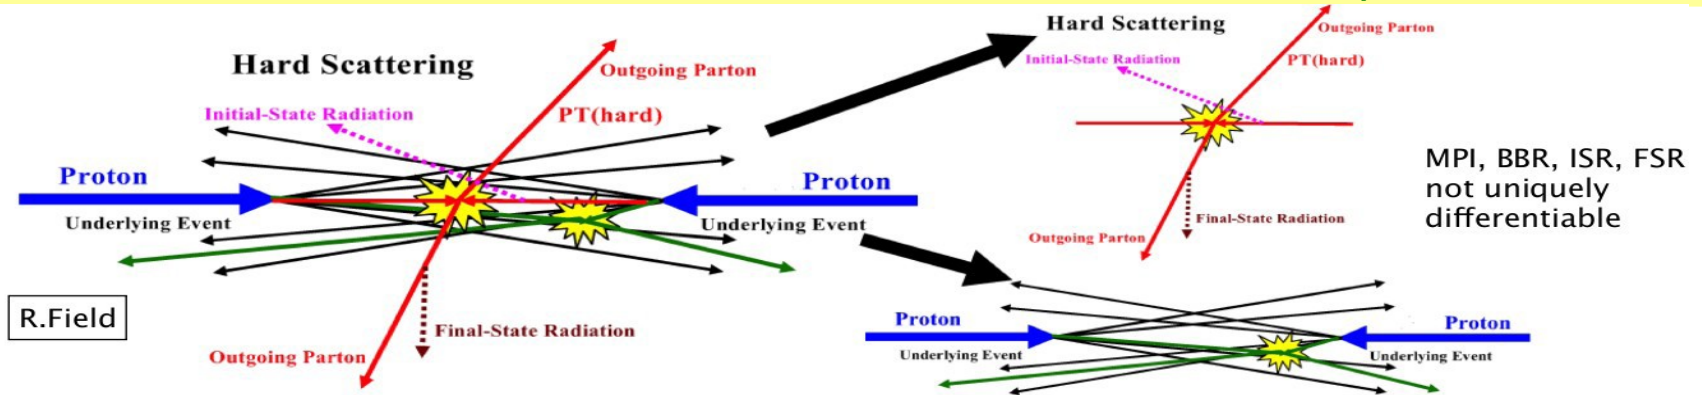 Hard Scattering
Outgoing Parton
Initial-State Radiation
PT(hard)
Proton
Proton
Underlying Event
Underlying Event
R.Field
Final-State Radiation
Outgoing Parton
Hard Scattering
Outgoing Parton
Initial-State Radiation
PT(hard)
Final-State Radiation
Outgoing Parton
MPI, BBR, ISR, FSR
not uniquely
differentiable
Proton
Proton
Underlying Event
Underlying Event